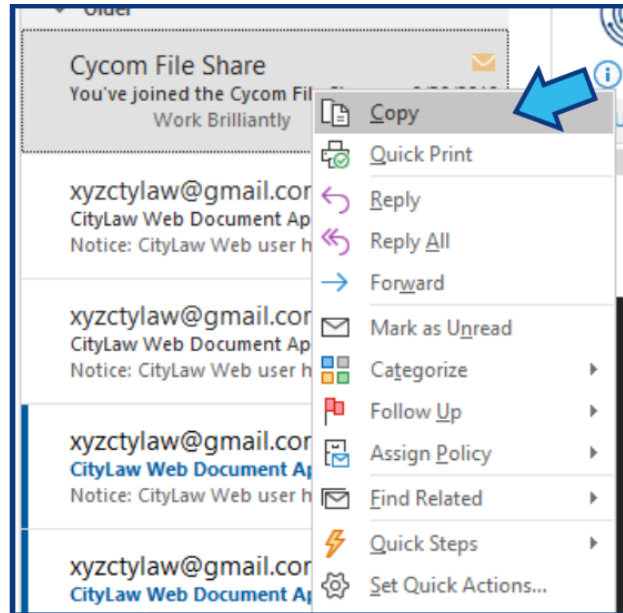 Older
Cycom File Share
You've joined the Cycom Fil
Work Brilliantly
xyzctylaw@gmail.cor
CityLaw Web Document Ap
Notice: CityLaw Web user h
xyzctylaw@gmail.cor
CityLaw Web Document Ap
Notice: CityLaw Web user h
xyzctylaw@gmail.cor
CityLaw Web Document Ap
Notice: CityLaw Web user h
xyzctylaw@gmail.cor
CityLaw Web Document Ap
Copy
Quick Print
Reply
Reply All
Forward
Mark as Unread
Categorize
Follow Up
Assign Policy
Find Related
Quick Steps
Set Quick Actions...